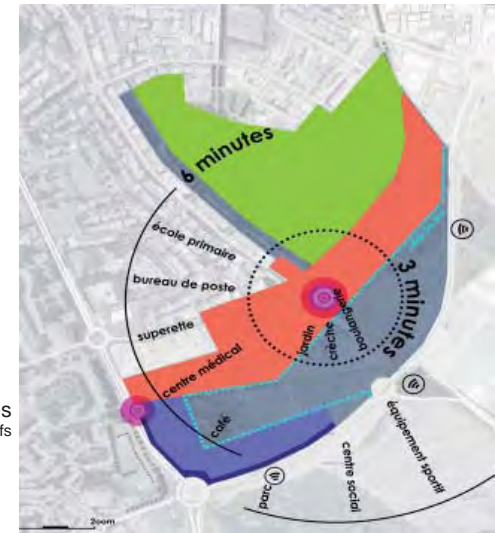 6 minutes
école primaire
bureau de poste
superette
centre médical
3 minutes
jardin
crèche
boulangerie
café
s
fs
parc
centre social
équipement sportif